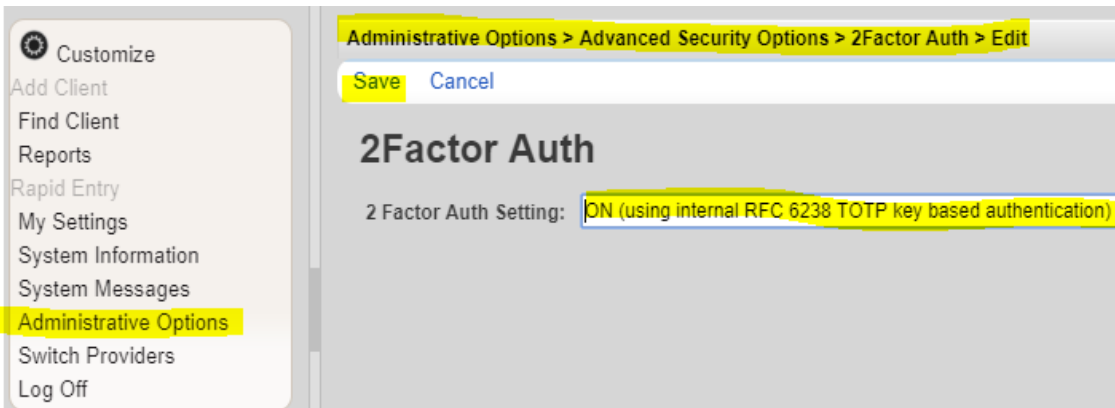 Customize
Add Client
Find Client
Reports
Rapid Entry
My Settings
System Information
System Messages
Administrative Options
Switch Providers
Log Off
Administrative Options > Advanced Security Options > 2Factor Auth > Edit
Save Cancel
2Factor Auth
2 Factor Auth Setting: ON (using internal RFC 6238 TOTP key based authentication)